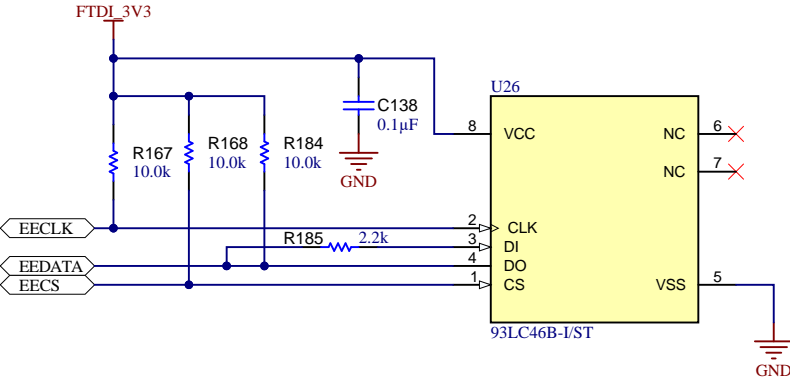 FTDI_3V3
U26
C138
0.1µF
GND
8
VCC
NC
6
NC
7
R167
10.0k
R168
10.0k
R184
10.0k
EECLK
2
CLK
R185
2.2k
3
DI
EEDATA
4
DO
EECS
1
CS
VSS
5
93LC46B-I/ST
GND